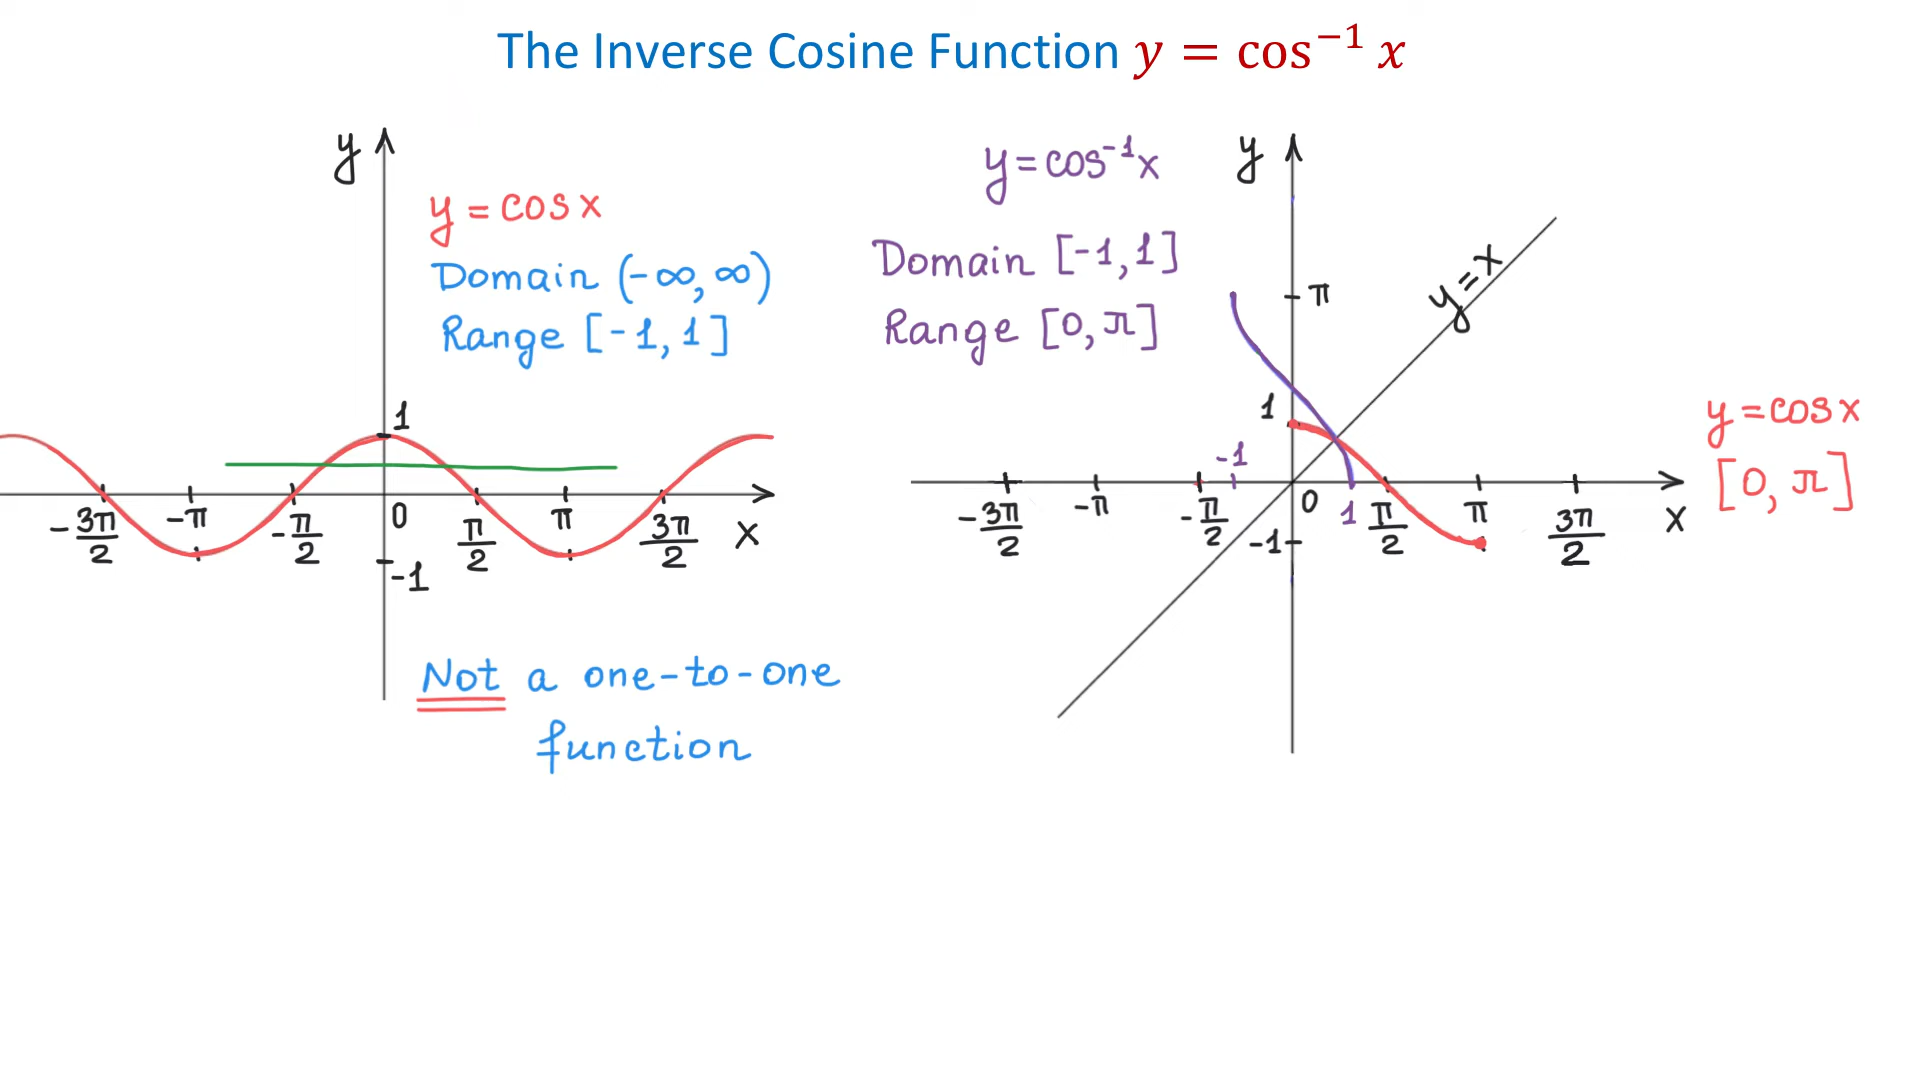 The Inverse Cosine Function y = cos⁻¹ x
y
y = cos x
Domain (-∞, ∞)
Range [-1, 1]
1
-3π/2 -π -π/2 0 π/2 π 3π/2 x
-1
Not a one-to-one
function
y = cos⁻¹x
y
Domain [-1, 1]
Range [0, π]
π
y = x
1
-1
-3π/2 -π -π/2 0 1 π/2 π 3π/2 x
-1
y = cos x
[0, π]